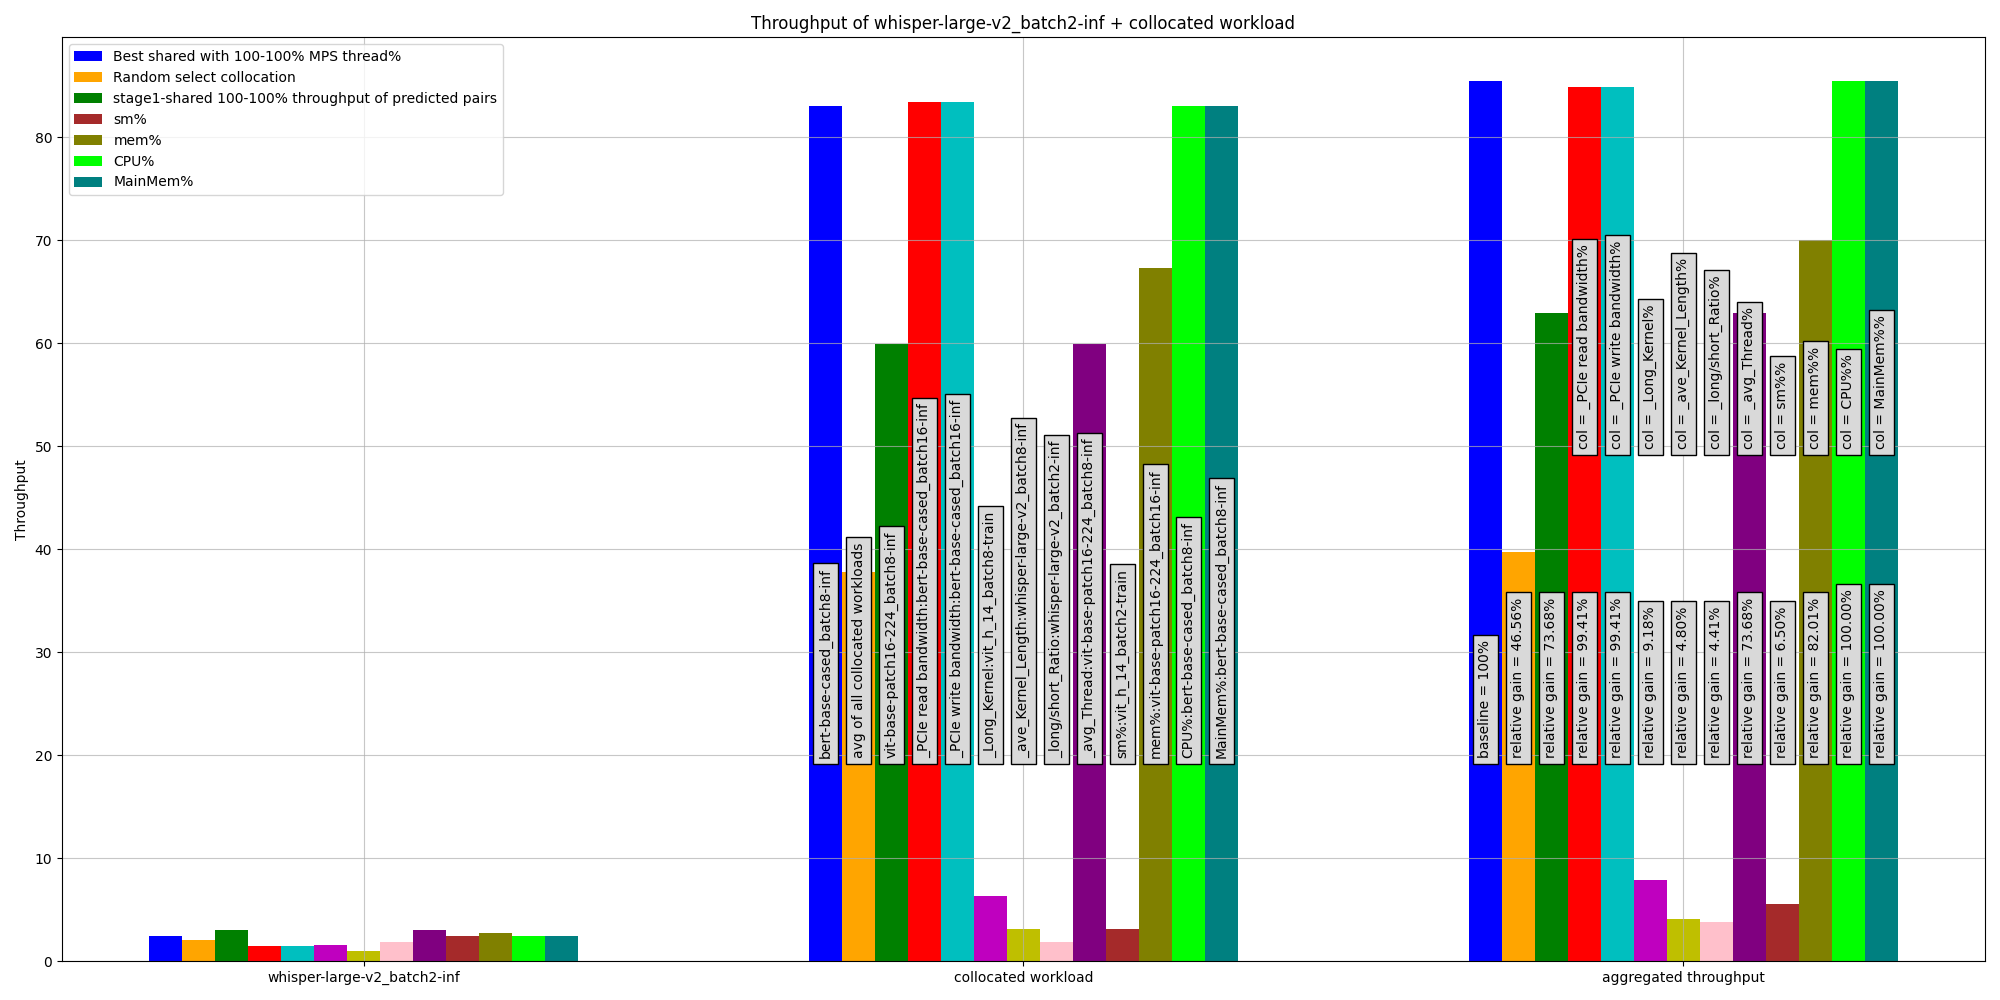 Throughput of whisper-large-v2_batch2-inf + collocated workload
Best shared with 100-100% MPS thread%
Random select collocation
stage1-shared 100-100% throughput of predicted pairs
sm%
mem%
CPU%
MainMem%
Throughput
80
70
60
50
40
30
20
10
0
bert-base-cased_batch8-inf
avg of all collocated workloads
vit-base-patch16-224_batch8-inf
_PCIe read bandwidth:bert-base-cased_batch16-inf
_PCIe write bandwidth:bert-base-cased_batch16-inf
_Long_Kernel:vit_h_14_batch8-train
_ave_Kernel_Length:whisper-large-v2_batch8-inf
_long/short_Ratio:whisper-large-v2_batch2-inf
_avg_Thread:vit-base-patch16-224_batch8-inf
sm%:vit_h_14_batch2-train
mem%:vit-base-patch16-224_batch16-inf
CPU%:bert-base-cased_batch8-inf
MainMem%:bert-base-cased_batch8-inf
col = _PCIe read bandwidth%
col = _PCIe write bandwidth%
col = _Long_Kernel%
col = _ave_Kernel_Length%
col = _long/short_Ratio%
col = _avg_Thread%
col = sm%%
col = mem%%
col = CPU%%
col = MainMem%%
baseline = 100%
relative gain = 46.56%
relative gain = 73.68%
relative gain = 99.41%
relative gain = 99.41%
relative gain = 9.18%
relative gain = 4.80%
relative gain = 4.41%
relative gain = 73.68%
relative gain = 6.50%
relative gain = 82.01%
relative gain = 100.00%
relative gain = 100.00%
whisper-large-v2_batch2-inf
collocated workload
aggregated throughput